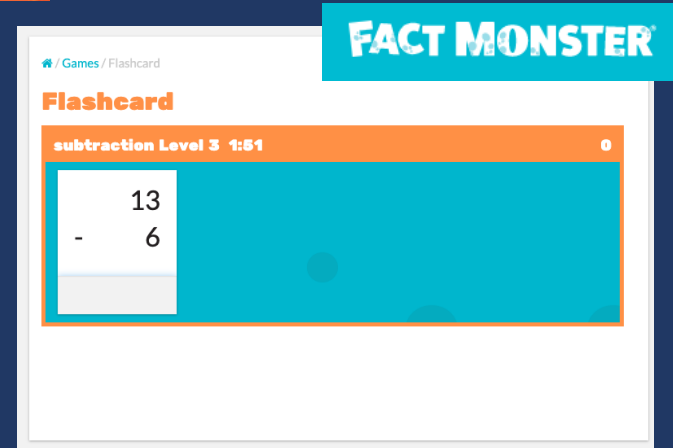 FACT MONSTER
/ Games / Flashcard
Flashcard
subtraction Level 3 1:51 0
13
- 6